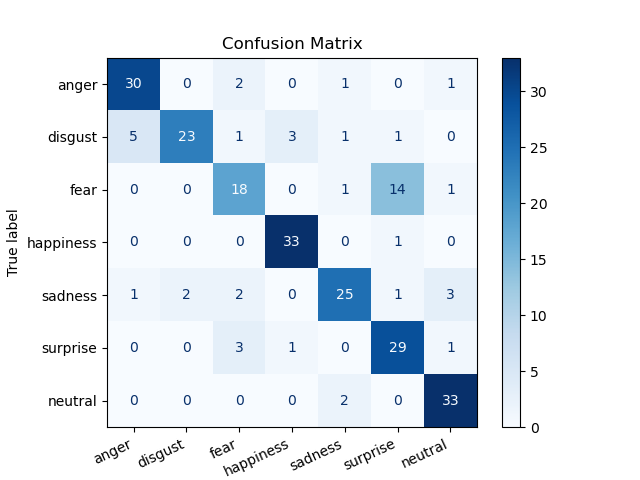 Confusion Matrix
True label
anger 30 0 2 0 1 0 1
disgust 5 23 1 3 1 1 0
fear 0 0 18 0 1 14 1
happiness 0 0 0 33 0 1 0
sadness 1 2 2 0 25 1 3
surprise 0 0 3 1 0 29 1
neutral 0 0 0 0 2 0 33
anger disgust fear happiness sadness surprise neutral
30
25
20
15
10
5
0